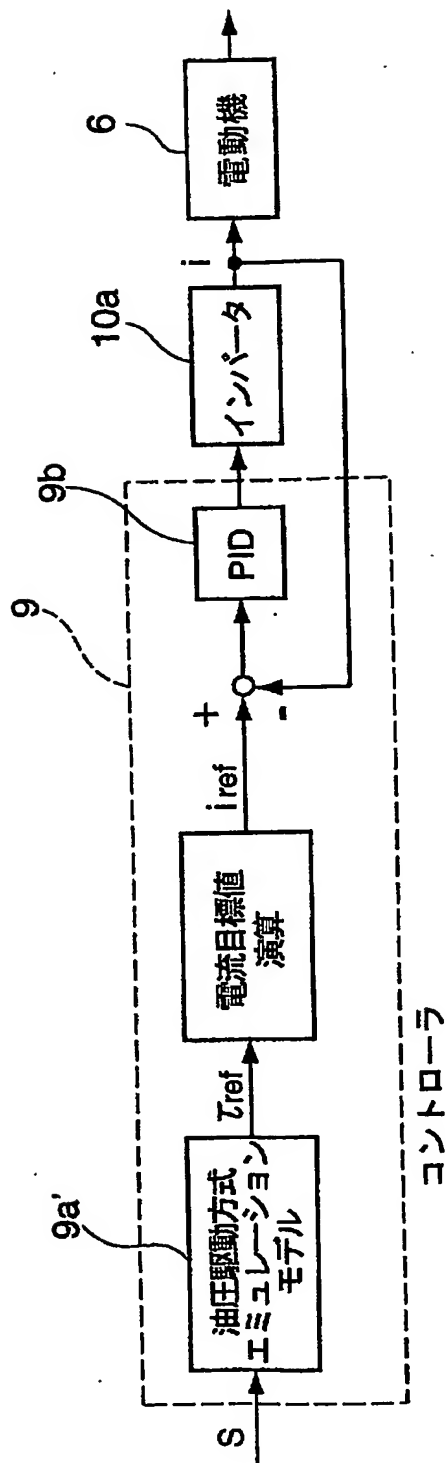 S
9a'
油圧駆動方式
エミュレーション
モデル
τref
電流目標値
演算
iref
+
-
9
9b
PID
10a
インバータ
i
6
電動機
コントローラ